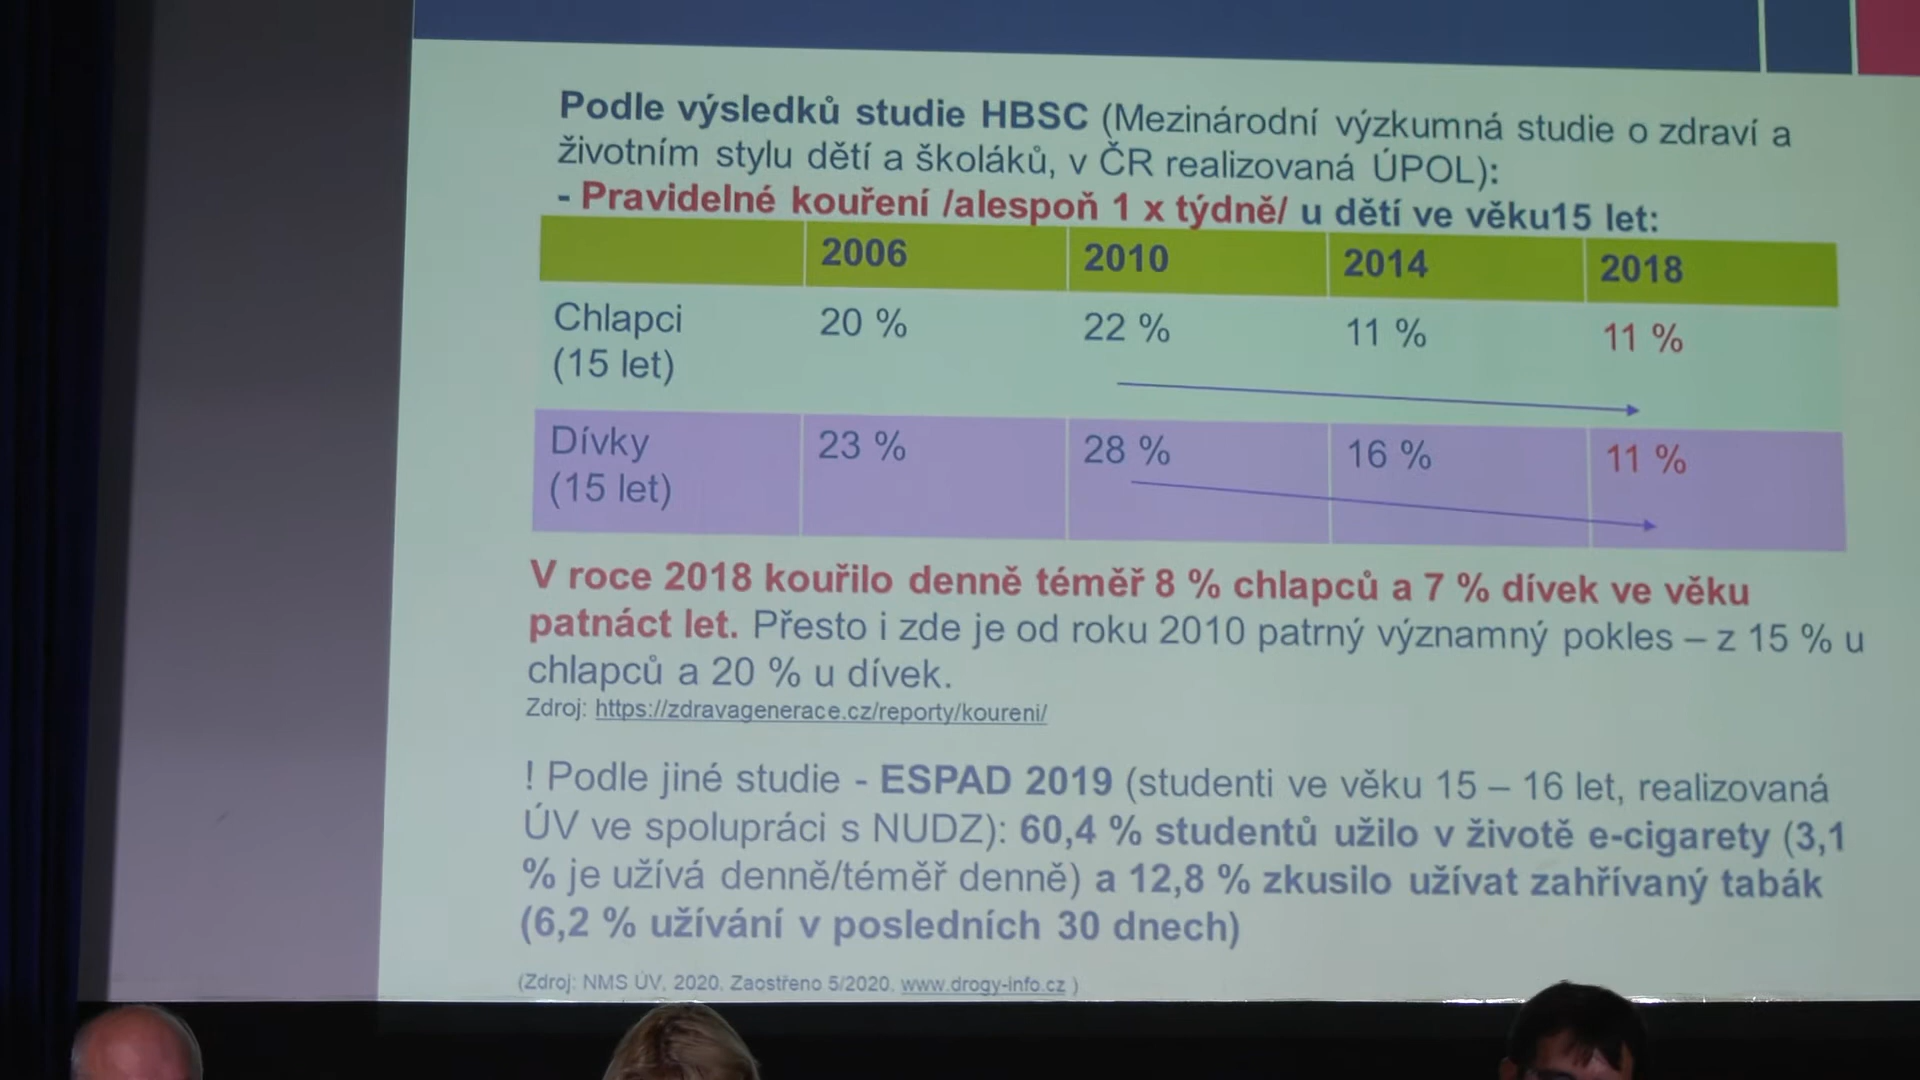 Podle výsledků studie HBSC (Mezinárodní výzkumná studie o zdraví a
životním stylu dětí a školáků, v ČR realizovaná ÚPOL):
- Pravidelné kouření /alespoň 1 x týdně/ u dětí ve věku15 let:
2006 2010 2014 2018
Chlapci 20 % 22 % 11 % 11 %
(15 let)
Dívky 23 % 28 % 16 % 11 %
(15 let)
V roce 2018 kouřilo denně téměř 8 % chlapců a 7 % dívek ve věku
patnáct let. Přesto i zde je od roku 2010 patrný významný pokles – z 15 % u
chlapců a 20 % u dívek.
Zdroj: https://zdravagenerace.cz/reporty/koureni/
! Podle jiné studie - ESPAD 2019 (studenti ve věku 15 – 16 let, realizovaná
ÚV ve spolupráci s NUDZ): 60,4 % studentů užilo v životě e-cigarety (3,1
% je užívá denně/téměř denně) a 12,8 % zkusilo užívat zahřívaný tabák
(6,2 % užívání v posledních 30 dnech)
(Zdroj: NMS ÚV, 2020. Zaostřeno 5/2020, www.drogy-info.cz )